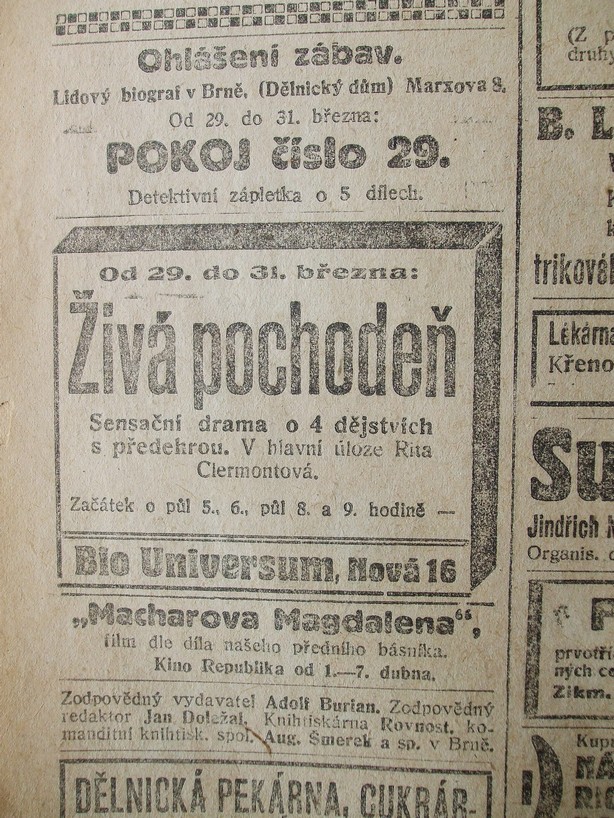 Ohlášení zábav.
Lidový biograf v Brně, (Dělnický dům) Marxova 8.
Od 29. do 31. března:
POKOJ číslo 29.
Detektivní zápletka o 5 dílech.
Od 29. do 31. března:
Živá pochodeň
Sensační drama o 4 dějstvích
s předehrou. V hlavní úloze Rita
Clermontová.
Začátek o půl 5., 6., půl 8. a 9. hodině —
Bio Universum, Nová 16
„Macharova Magdalena“,
film dle díla našeho předního básníka.
Kino Republika od 1.—7. dubna.
Zodpovědný vydavatel Adolf Burian. Zodpovědný
redaktor Jan Doležal. Knihtiskárna Rovnost, ko-
manditní knihtisk. spol. Aug. Šmerek a sp. v Brně.
DĚLNICKÁ PEKÁRNA, CUKRÁR-
(Z p
druhý
B. L
trikové
Lékárna
Křeno
Su
Jindřich
Organis.
P
prvotří
ných ce
Zikm.
Kup